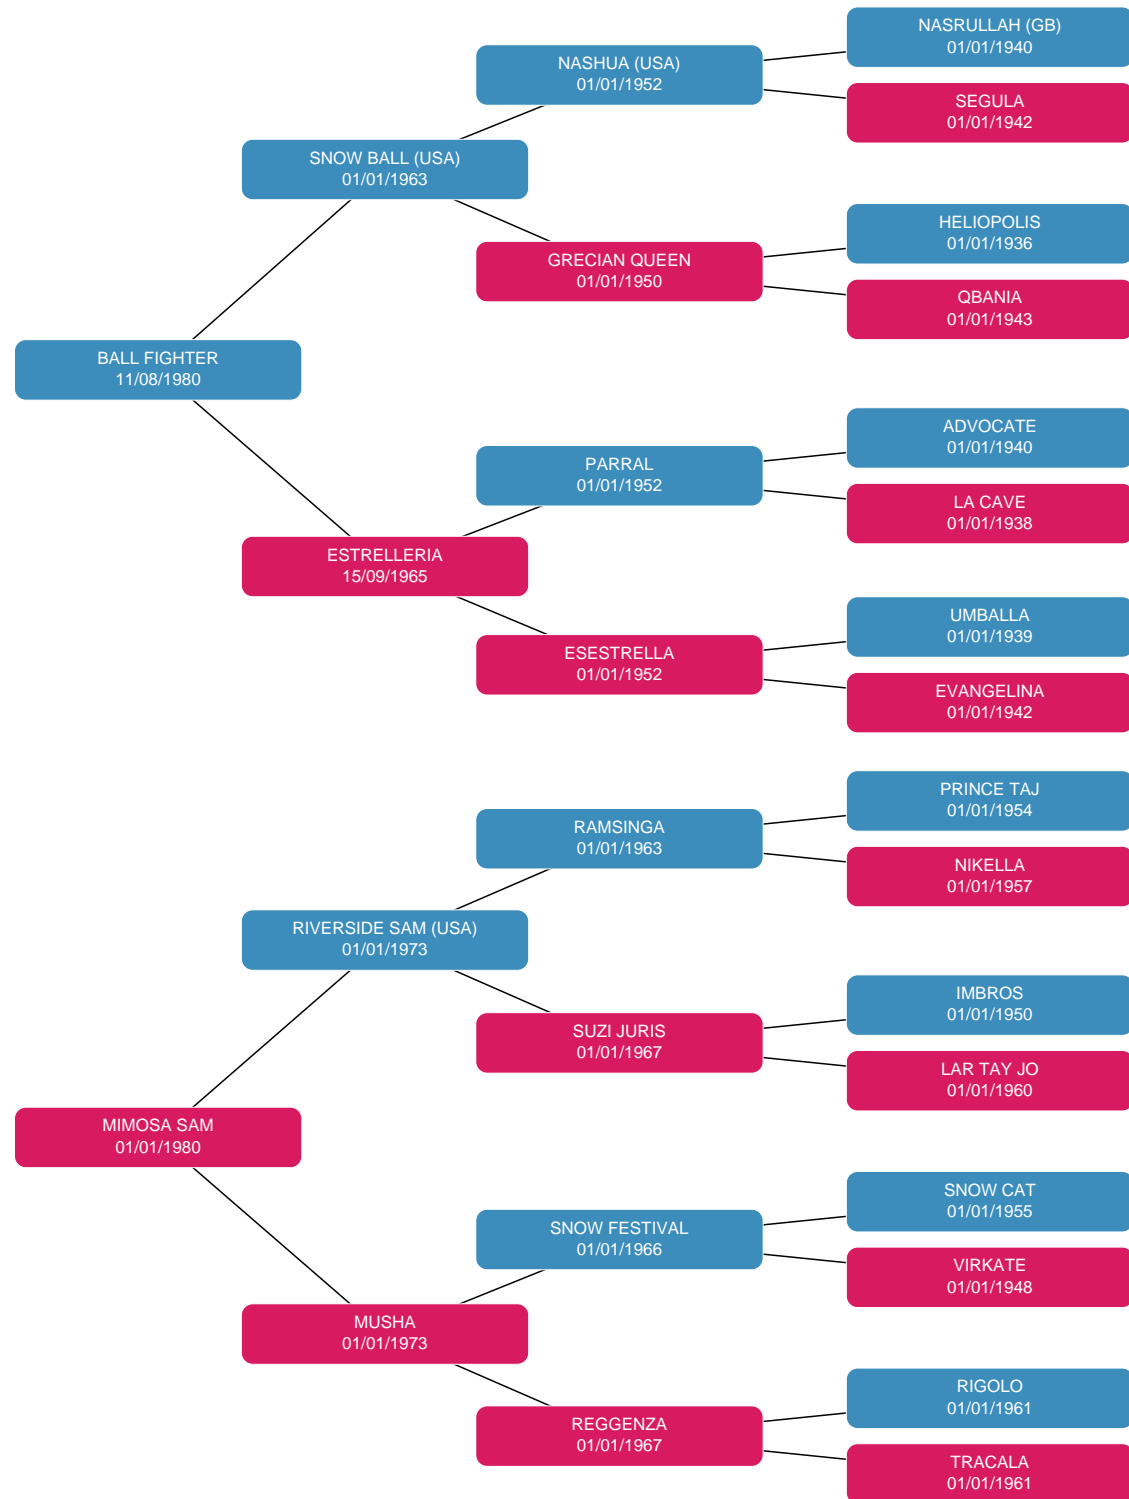 NASRULLAH (GB)
01/01/1940
NASHUA (USA)
01/01/1952
SEGULA
01/01/1942
SNOW BALL (USA)
01/01/1963
HELIOPOLIS
01/01/1936
GRECIAN QUEEN
01/01/1950
QBANIA
01/01/1943
BALL FIGHTER
11/08/1980
ADVOCATE
01/01/1940
PARRAL
01/01/1952
LA CAVE
01/01/1938
ESTRELLERIA
15/09/1965
UMBALLA
01/01/1939
ESESTRELLA
01/01/1952
EVANGELINA
01/01/1942
PRINCE TAJ
01/01/1954
RAMSINGA
01/01/1963
NIKELLA
01/01/1957
RIVERSIDE SAM (USA)
01/01/1973
IMBROS
01/01/1950
SUZI JURIS
01/01/1967
LAR TAY JO
01/01/1960
MIMOSA SAM
01/01/1980
SNOW CAT
01/01/1955
SNOW FESTIVAL
01/01/1966
VIRKATE
01/01/1948
MUSHA
01/01/1973
RIGOLO
01/01/1961
REGGENZA
01/01/1967
TRACALA
01/01/1961